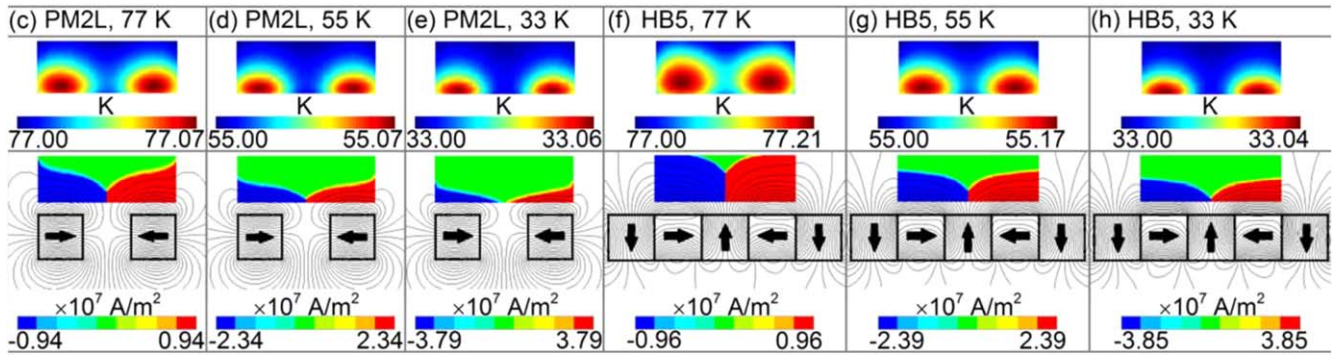 (c) PM2L, 77 K (d) PM2L, 55 K (e) PM2L, 33 K (f) HB5, 77 K (g) HB5, 55 K (h) HB5, 33 K
K K K K K K
77.00 77.07 55.00 55.07 33.00 33.06 77.00 77.21 55.00 55.17 33.00 33.04
×10⁷ A/m² ×10⁷ A/m² ×10⁷ A/m² ×10⁷ A/m² ×10⁷ A/m² ×10⁷ A/m²
-0.94 0.94 -2.34 2.34 -3.79 3.79 -0.96 0.96 -2.39 2.39 -3.85 3.85